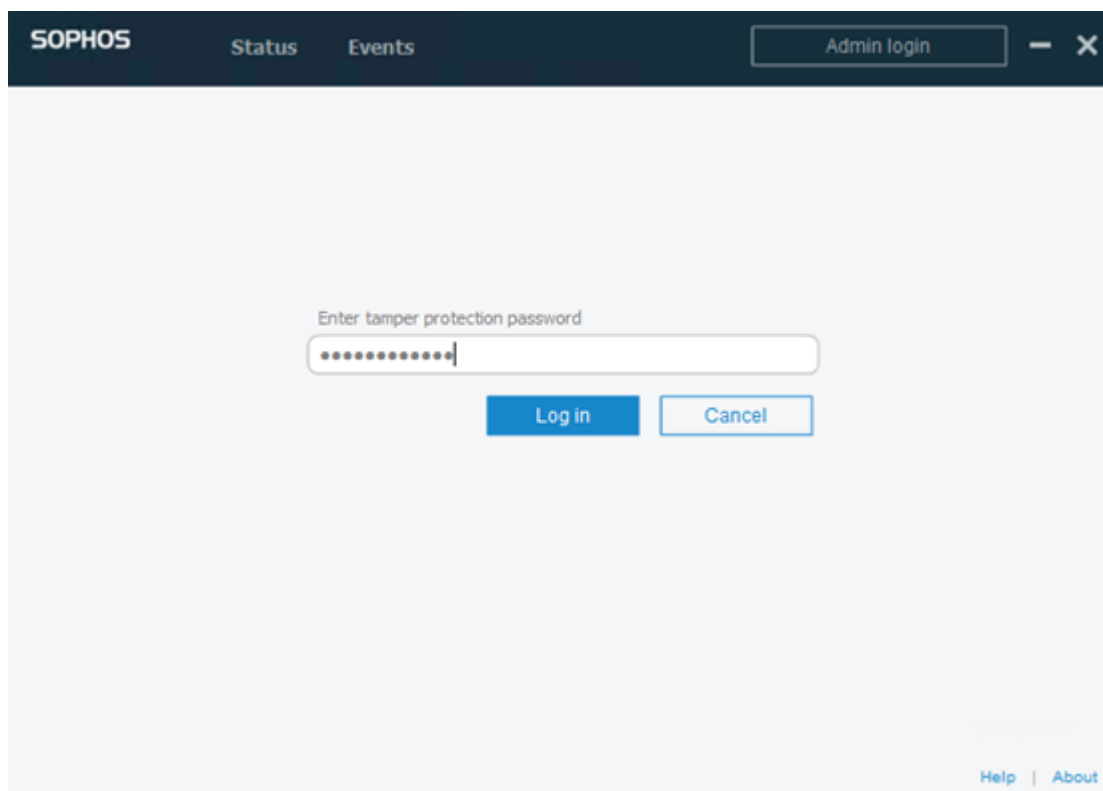 SOPHOS Status Events Admin login
Enter tamper protection password
Log in Cancel
Help | About